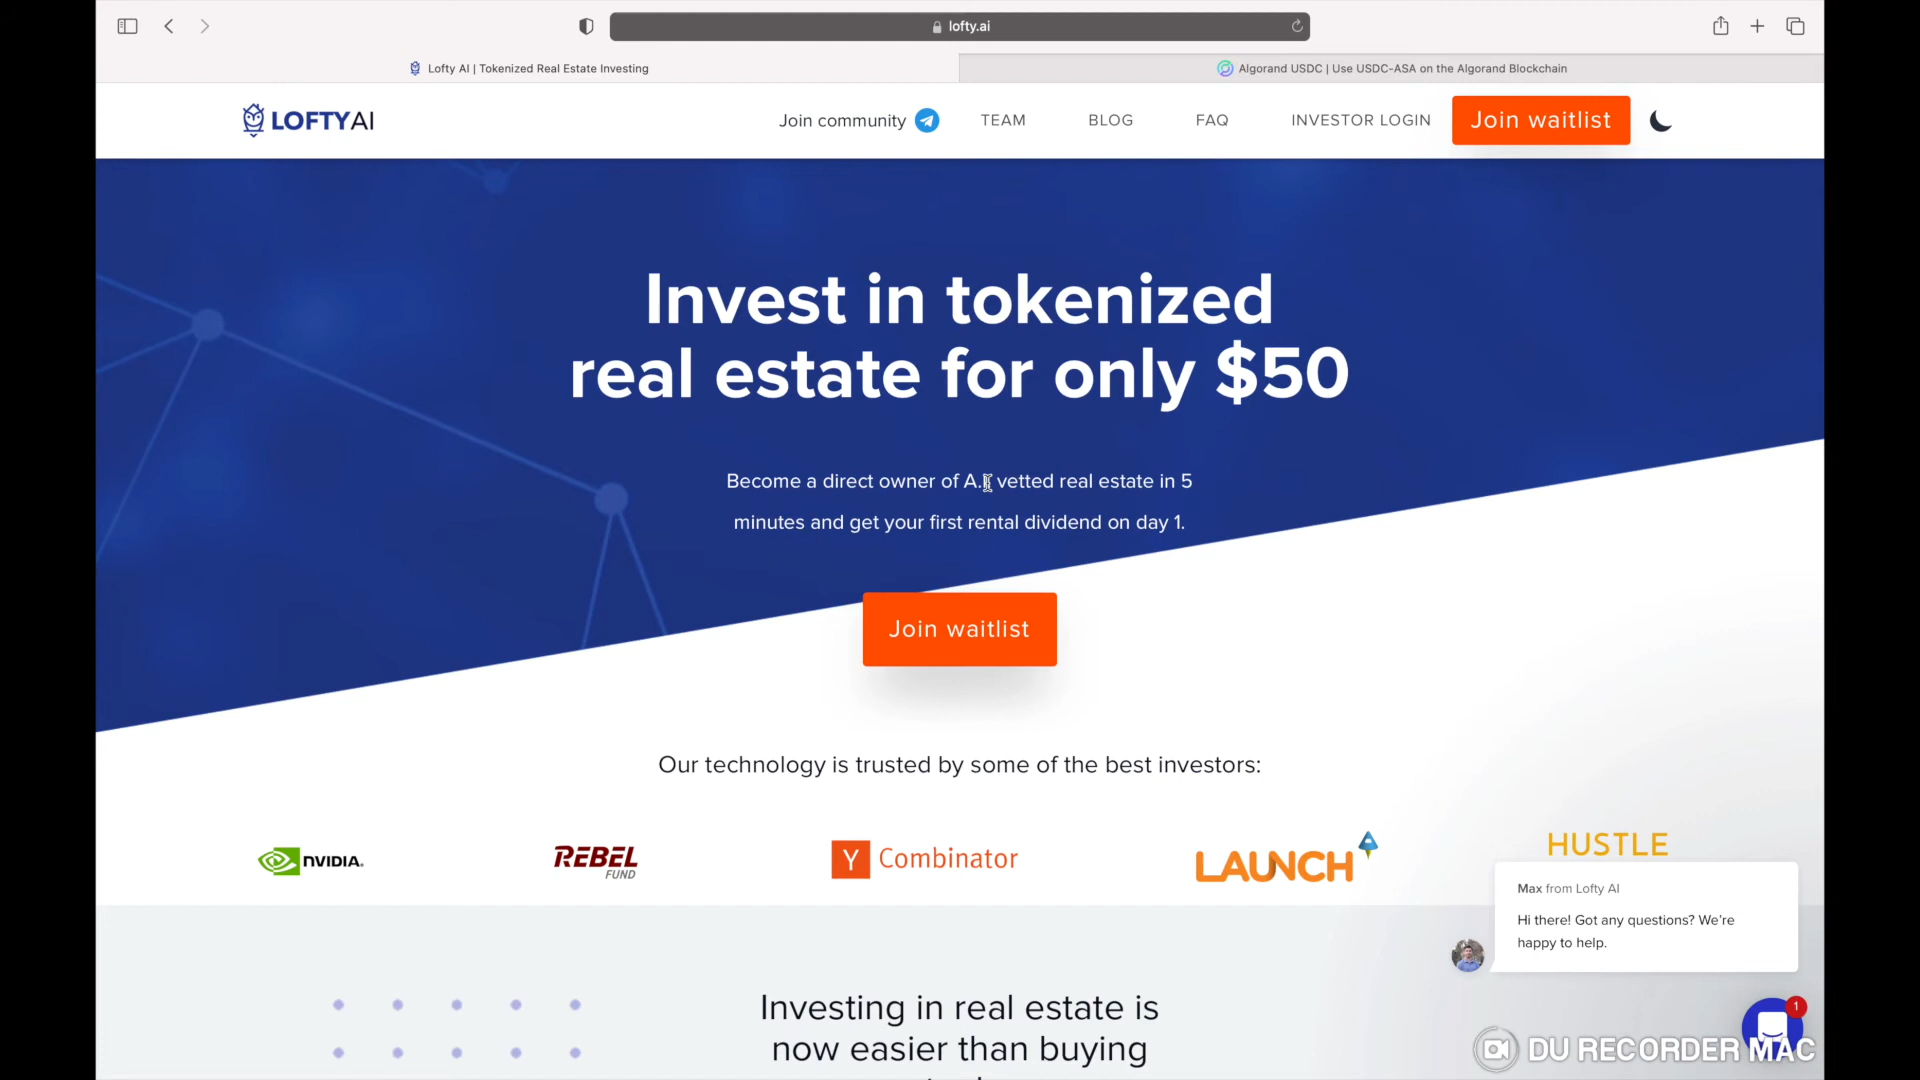 lofty.ai
Lofty AI | Tokenized Real Estate Investing
Algorand USDC | Use USDC-ASA on the Algorand Blockchain
LOFTYAI
Join community
TEAM
BLOG
FAQ
INVESTOR LOGIN
Join waitlist
Invest in tokenized
real estate for only $50
Become a direct owner of A.I. vetted real estate in 5
minutes and get your first rental dividend on day 1.
Join waitlist
Our technology is trusted by some of the best investors:
NVIDIA.
REBEL
FUND
Y Combinator
LAUNCH
HUSTLE
Max from Lofty AI
Hi there! Got any questions? We're
happy to help.
Investing in real estate is
now easier than buying
1
DU RECORDER MAC